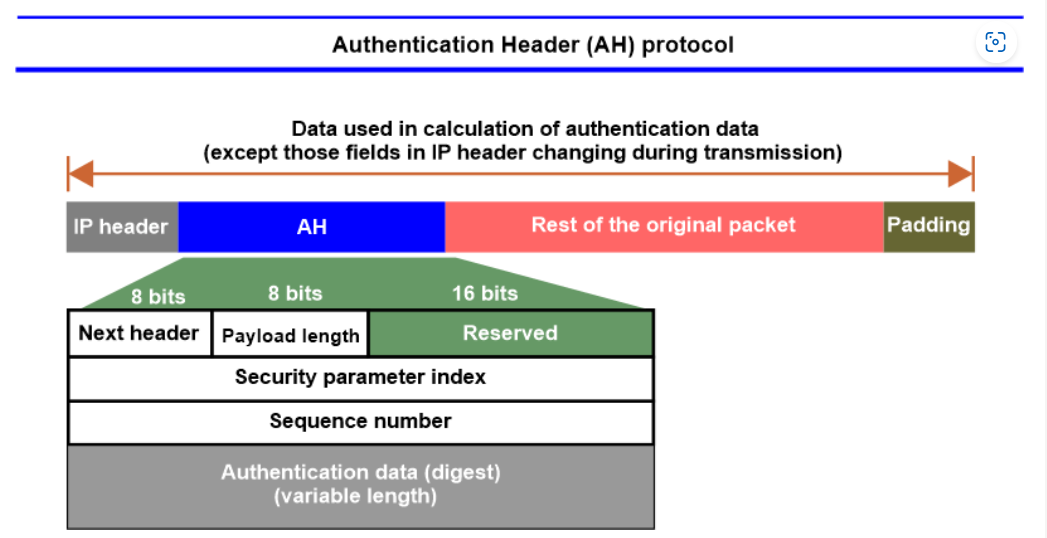 Authentication Header (AH) protocol
Data used in calculation of authentication data
(except those fields in IP header changing during transmission)
IP header AH Rest of the original packet Padding
8 bits 8 bits 16 bits
Next header Payload length Reserved
Security parameter index
Sequence number
Authentication data (digest)
(variable length)